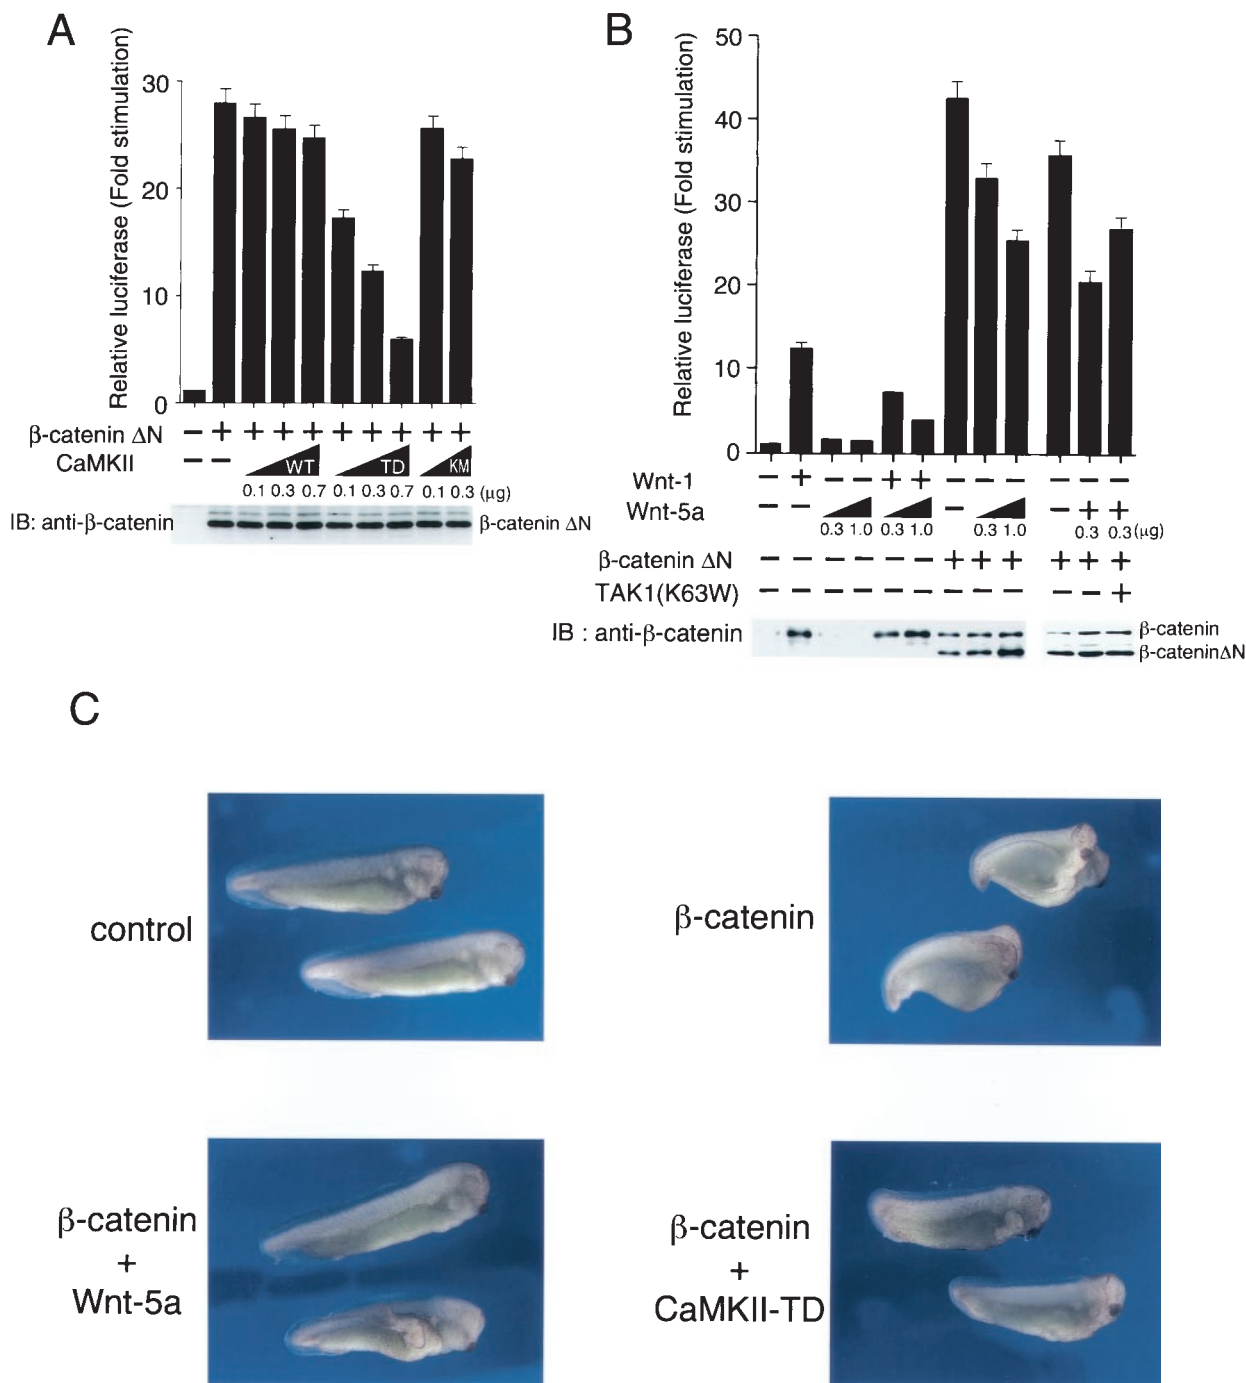 A
Relative luciferase (Fold stimulation)
30
20
10
0
β-catenin ΔN − + + + + + + + + +
CaMKII − − WT TD KM
0.1 0.3 0.7 0.1 0.3 0.7 0.1 0.3 (μg)
IB: anti-β-catenin β-catenin ΔN
B
Relative luciferase (Fold stimulation)
50
40
30
20
10
0
Wnt-1 − + − − + + − − − − − −
Wnt-5a − − 0.3 1.0 0.3 1.0 − 0.3 1.0 − + +
0.3 0.3 (μg)
β-catenin ΔN − − − − − − + + + + + +
TAK1(K63W) − − − − − − − − − − − +
IB : anti-β-catenin β-catenin
β-cateninΔN
C
control
β-catenin
β-catenin
+
Wnt-5a
β-catenin
+
CaMKII-TD